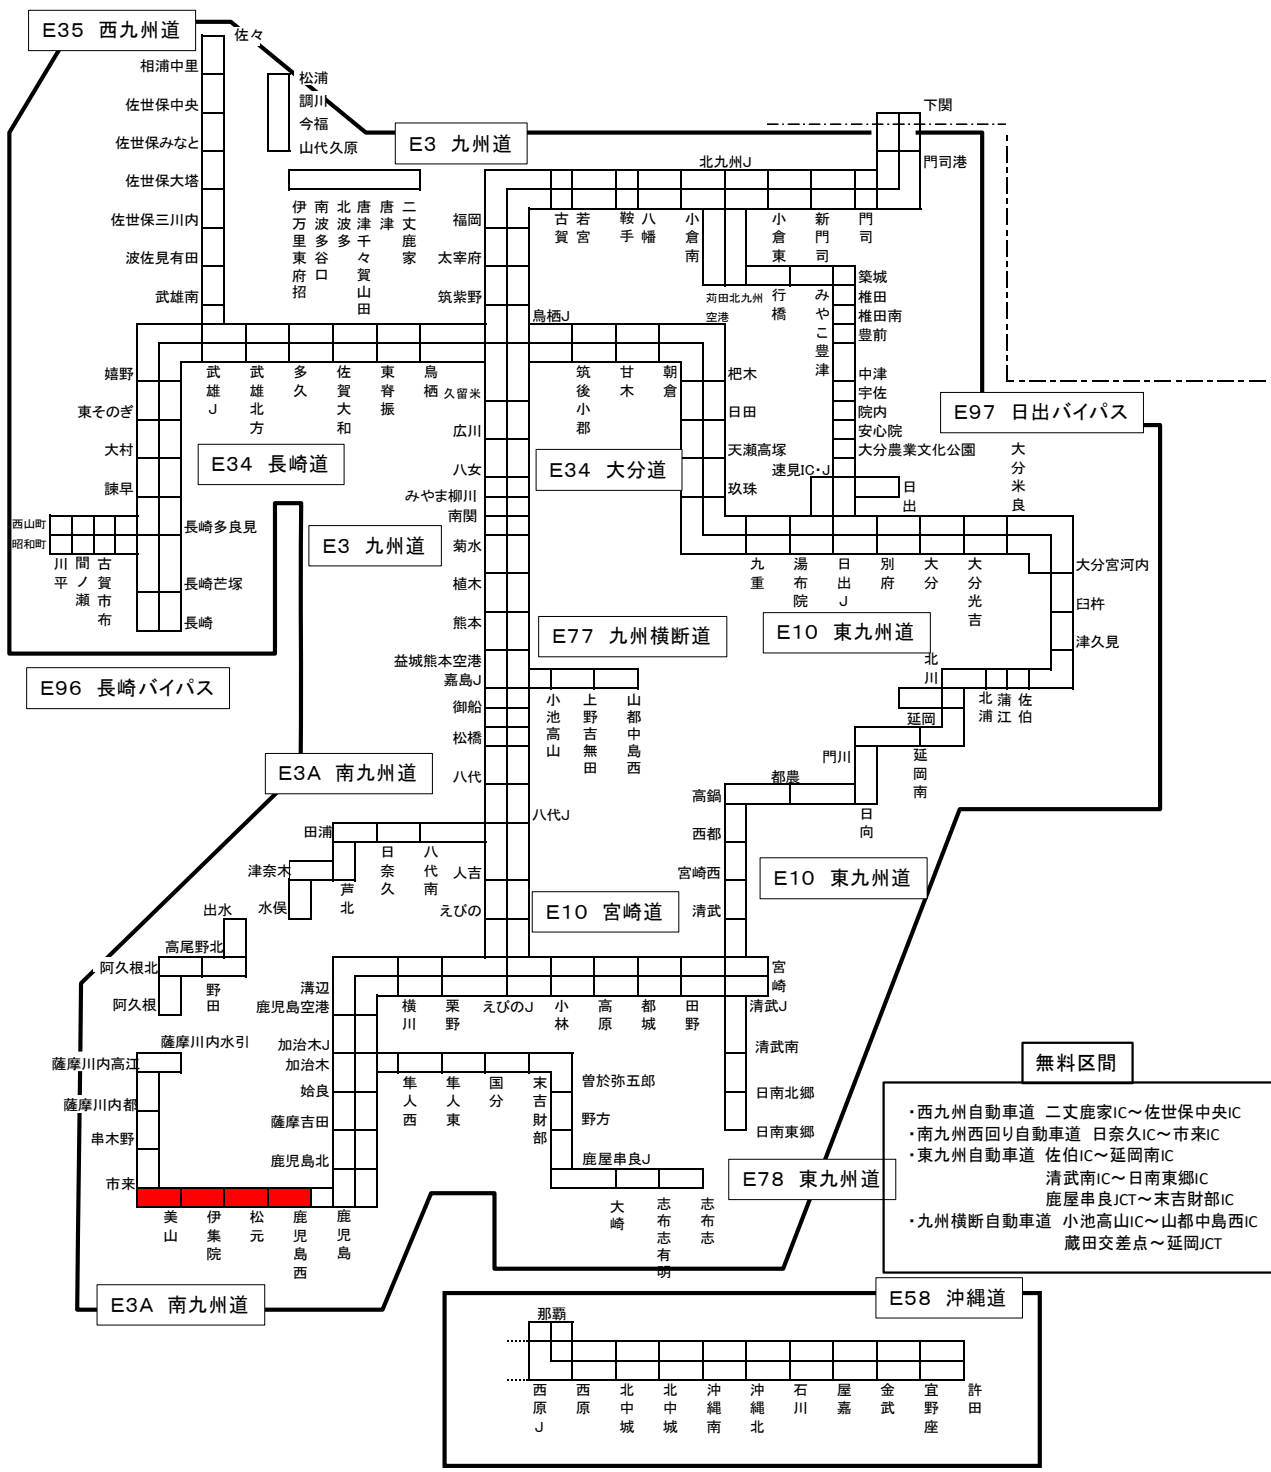 E35 西九州道
佐々
相浦中里
佐世保中央
佐世保みなと
佐世保大塔
佐世保三川内
波佐見有田
武雄南
松浦
調川
今福
山代久原
E3 九州道
伊万里東府招
南波多谷口
北波多
唐津千々賀山田
唐津
二丈鹿家
下関
門司港
北九州J
古賀
若宮
鞍手
八幡
小倉南
小倉東
新門司
門司
福岡
太宰府
筑紫野
鳥栖J
苅田北九州
空港
行橋
みやこ豊津
築城
椎田
椎田南
豊前
中津
宇佐
院内
安心院
大分農業文化公園
速見IC・J
日出
E97 日出バイパス
嬉野
東そのぎ
大村
諫早
武雄J
武雄北方
多久
佐賀大和
東脊振
鳥栖
久留米
広川
八女
みやま柳川
南関
菊水
植木
熊本
益城熊本空港
嘉島J
御船
松橋
八代
筑後小郡
甘木
朝倉
杷木
日田
天瀬高塚
玖珠
E34 長崎道
E34 大分道
西山町
昭和町
川平
間ノ瀬
古賀市布
長崎多良見
長崎芒塚
長崎
E3 九州道
九重
湯布院
日出J
別府
大分
大分光吉
大分米良
大分宮河内
臼杵
津久見
E77 九州横断道
E10 東九州道
E96 長崎バイパス
小池高山
上野吉無田
山都中島西
北川
北浦
蒲江
佐伯
延岡
延岡南
門川
日向
都農
高鍋
西都
宮崎西
清武
E3A 南九州道
八代J
田浦
日奈久
八代南
芦北
津奈木
水俣
人吉
えびの
E10 宮崎道
E10 東九州道
出水
高尾野北
阿久根北
野田
阿久根
溝辺
鹿児島空港
横川
栗野
えびのJ
小林
高原
都城
田野
宮崎
清武J
清武南
日南北郷
日南東郷
薩摩川内水引
薩摩川内高江
薩摩川内都
串木野
市来
加治木J
加治木
姶良
薩摩吉田
鹿児島北
隼人西
隼人東
国分
末吉財部
曽於弥五郎
野方
鹿屋串良J
大崎
志布志有明
志布志
美山
伊集院
松元
鹿児島西
鹿児島
E78 東九州道
E3A 南九州道
無料区間
・西九州自動車道 二丈鹿家IC～佐世保中央IC
・南九州西回り自動車道 日奈久IC～市来IC
・東九州自動車道 佐伯IC～延岡南IC
清武南IC～日南東郷IC
鹿屋串良JCT～末吉財部IC
・九州横断自動車道 小池高山IC～山都中島西IC
蔵田交差点～延岡JCT
E58 沖縄道
那覇
西原J
西原
北中城
北中城
沖縄南
沖縄北
石川
屋嘉
金武
宜野座
許田